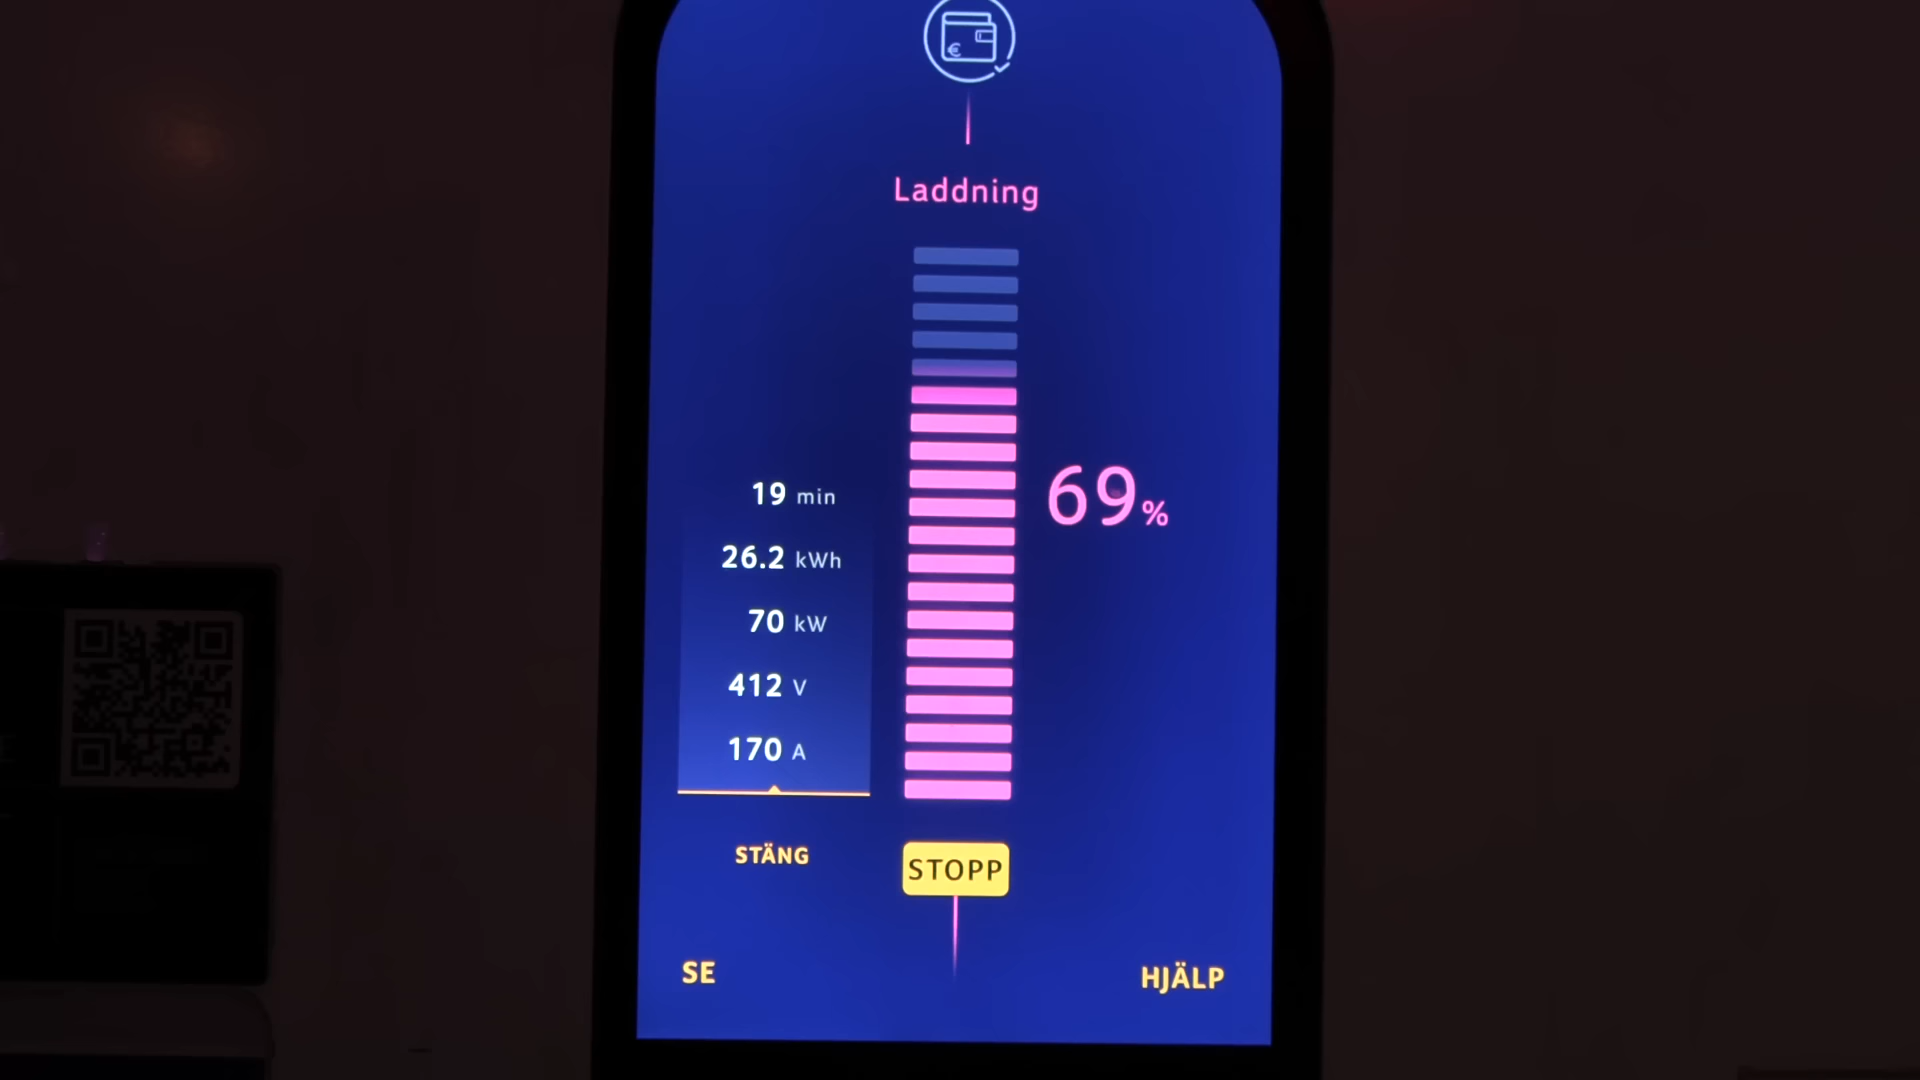 €
Laddning
69%
19 min
26.2 kWh
70 kW
412 V
170 A
STÄNG
STOPP
SE
HJÄLP